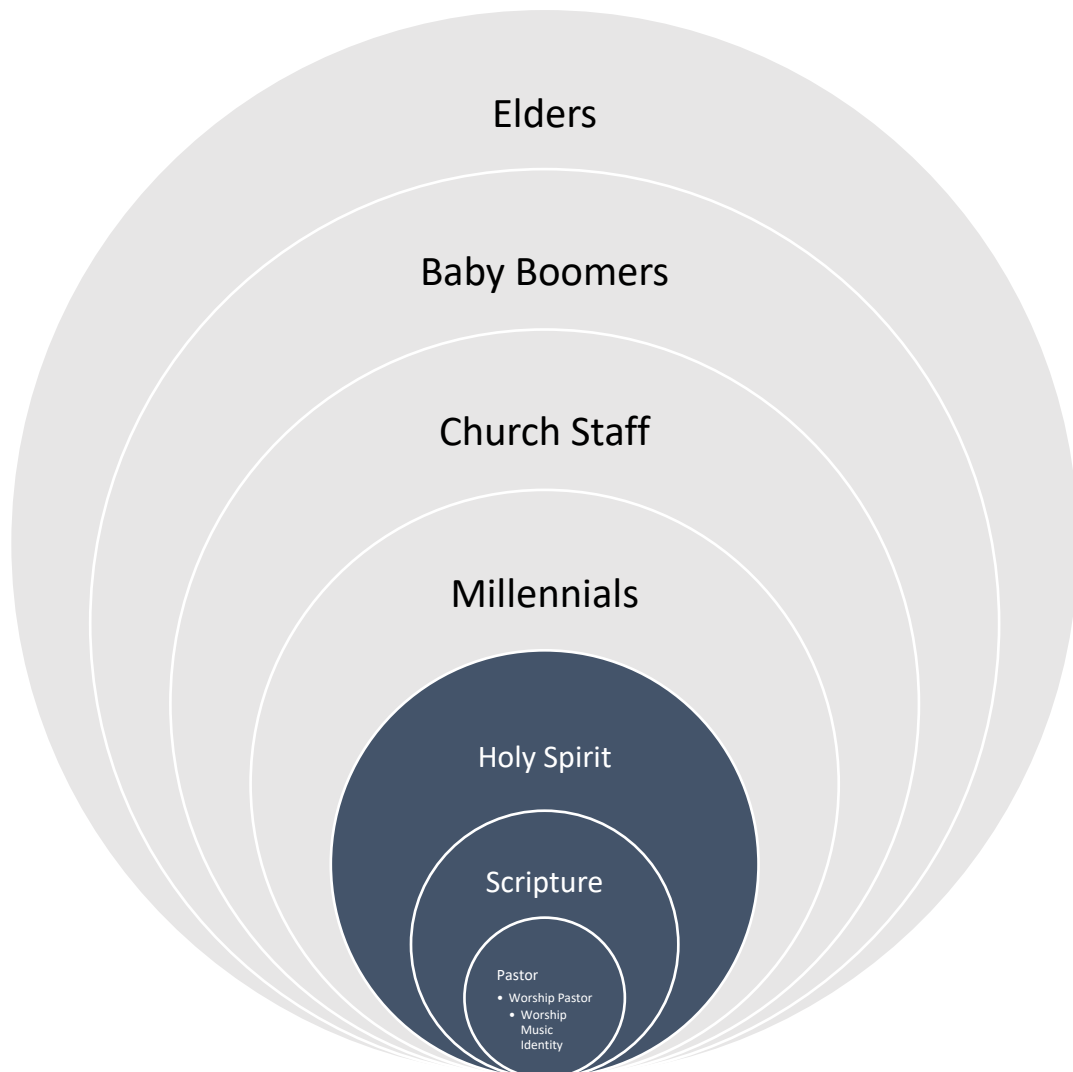 Elders
Baby Boomers
Church Staff
Millennials
Holy Spirit
Scripture
Pastor
• Worship Pastor
• Worship
Music
Identity